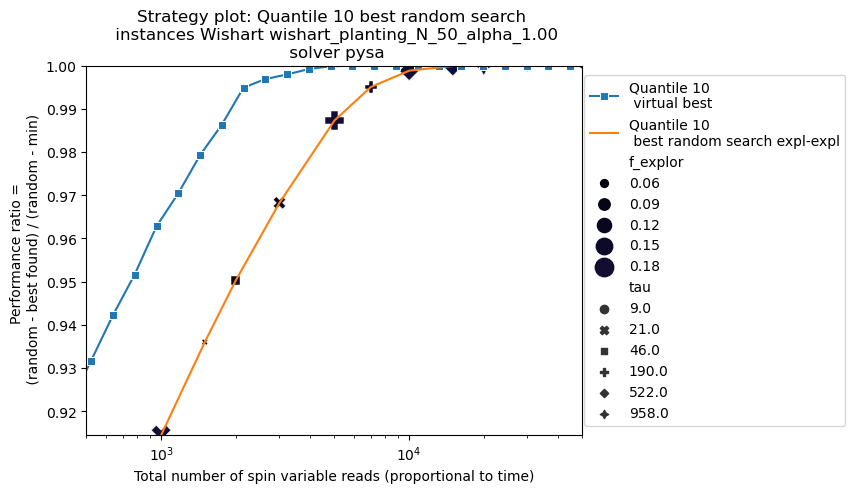 Strategy plot: Quantile 10 best random search
instances Wishart wishart_planting_N_50_alpha_1.00
solver pysa
1.00
0.99
0.98
0.97
0.96
0.95
0.94
0.93
0.92
Performance ratio =
(random - best found) / (random - min)
10³
10⁴
Total number of spin variable reads (proportional to time)
Quantile 10
virtual best
Quantile 10
best random search expl-expl
f_explor
0.06
0.09
0.12
0.15
0.18
tau
9.0
21.0
46.0
190.0
522.0
958.0